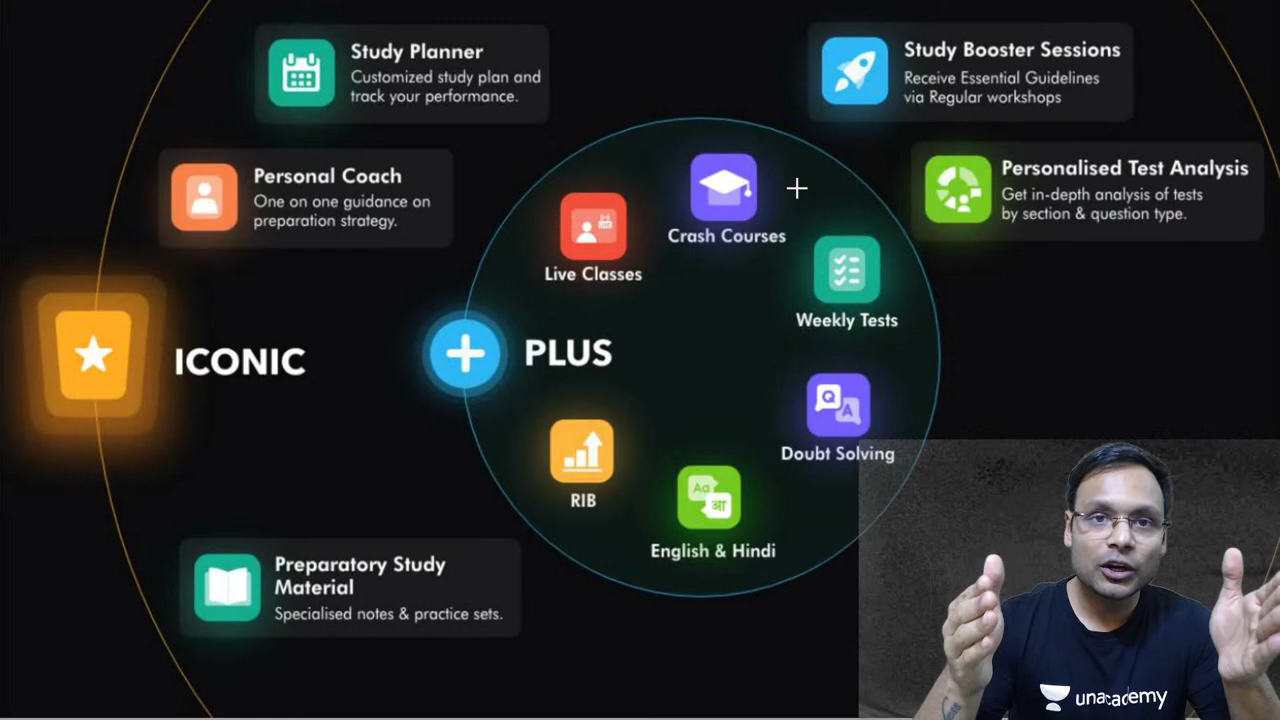 Study Planner
Customized study plan and
track your performance.
Study Booster Sessions
Receive Essential Guidelines
via Regular workshops
Personal Coach
One on one guidance on
preparation strategy.
Personalised Test Analysis
Get in-depth analysis of tests
by section & question type.
Crash Courses
Live Classes
Weekly Tests
ICONIC
PLUS
Q
A
Doubt Solving
RIB
Aa
आ
English & Hindi
Preparatory Study
Material
Specialised notes & practice sets.
unacademy